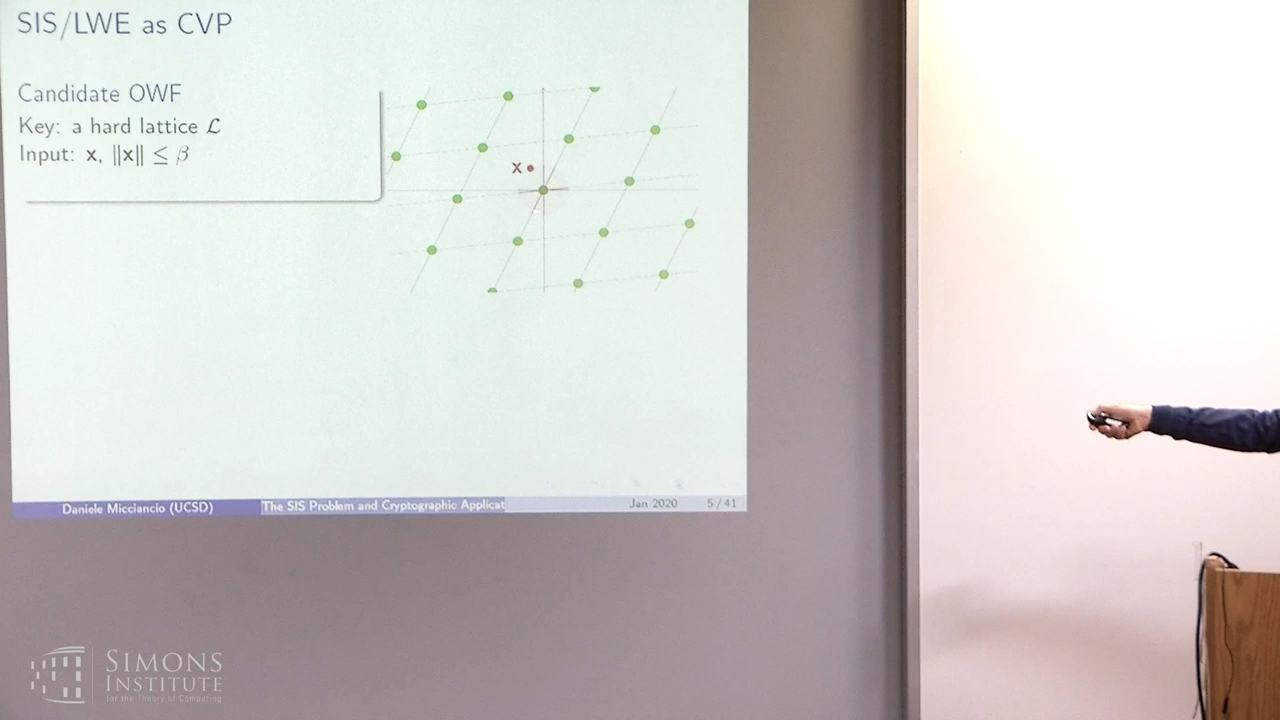 SIS/LWE as CVP
Candidate OWF
Key: a hard lattice ℒ
Input: x, ‖x‖ ≤ β
x
Daniele Micciancio (UCSD)
The SIS Problem and Cryptographic Applicat
Jan 2020
5 / 41
SIMONS
INSTITUTE
for the Theory of Computing